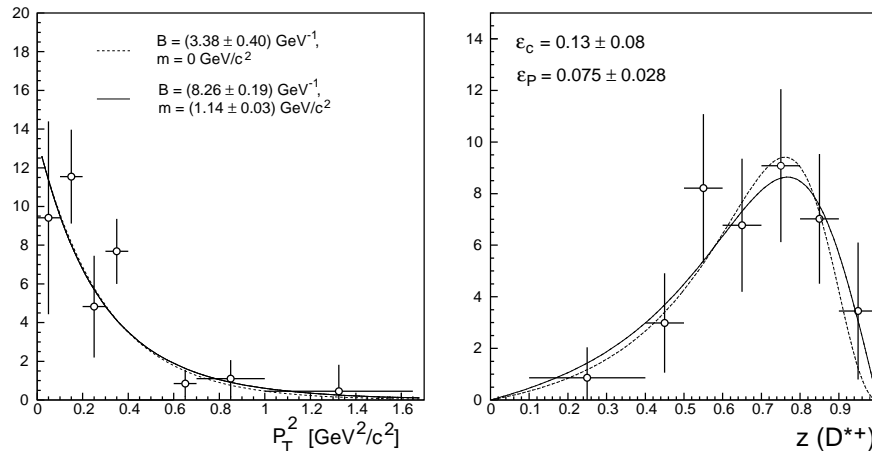 20
18
16
14
12
10
8
6
4
2
0
B = (3.38 ± 0.40) GeV⁻¹,
m = 0 GeV/c²
B = (8.26 ± 0.19) GeV⁻¹,
m = (1.14 ± 0.03) GeV/c²
0 0.2 0.4 0.6 0.8 1 1.2 1.4 1.6
P_T² [GeV²/c²]
14
12
10
8
6
4
2
0
ε_c = 0.13 ± 0.08
ε_P = 0.075 ± 0.028
0.1 0.2 0.3 0.4 0.5 0.6 0.7 0.8 0.9
z (D*⁺)